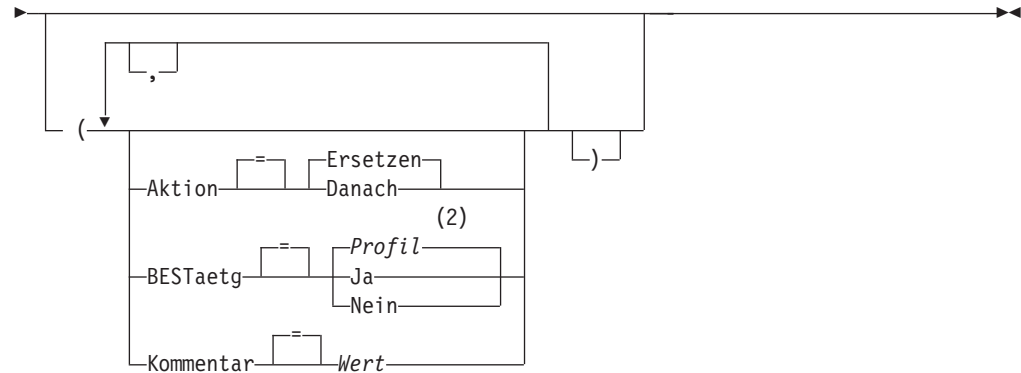 ,
(
)
Aktion = Ersetzen
Danach
(2)
BESTaetg = Profil
Ja
Nein
Kommentar = Wert